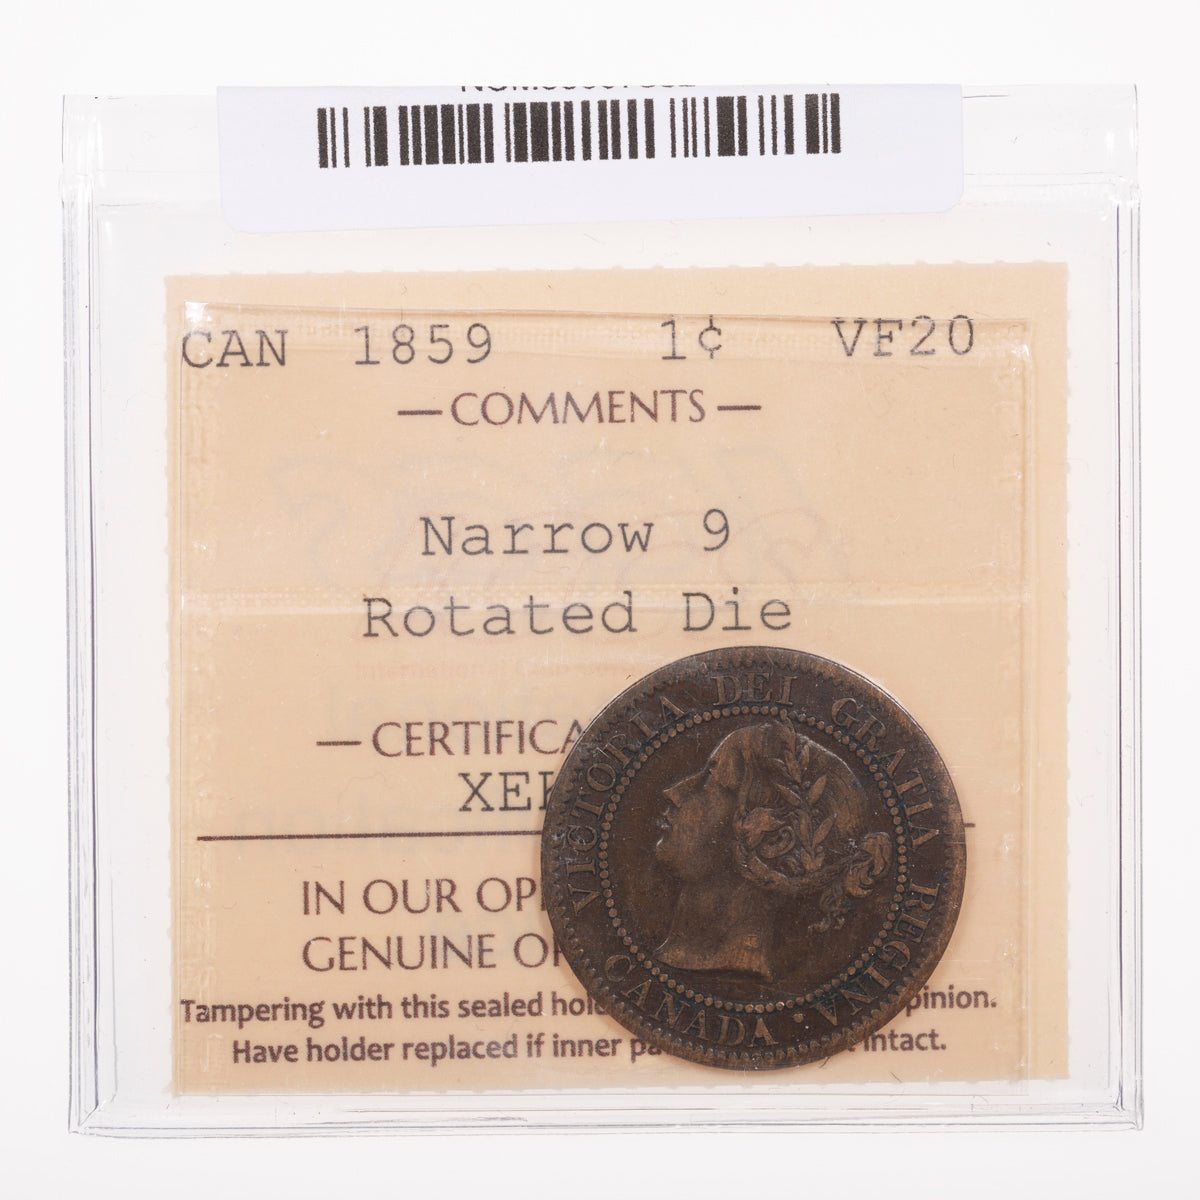 CAN 1859 1¢ VF20
— COMMENTS —
Narrow 9
Rotated Die
— CERTIFICA
XE
IN OUR OP
GENUINE O
Tampering with this sealed hol pinion.
Have holder replaced if inner pa intact.
VICTORIA DEI GRATIA REGINA ·
CANADA